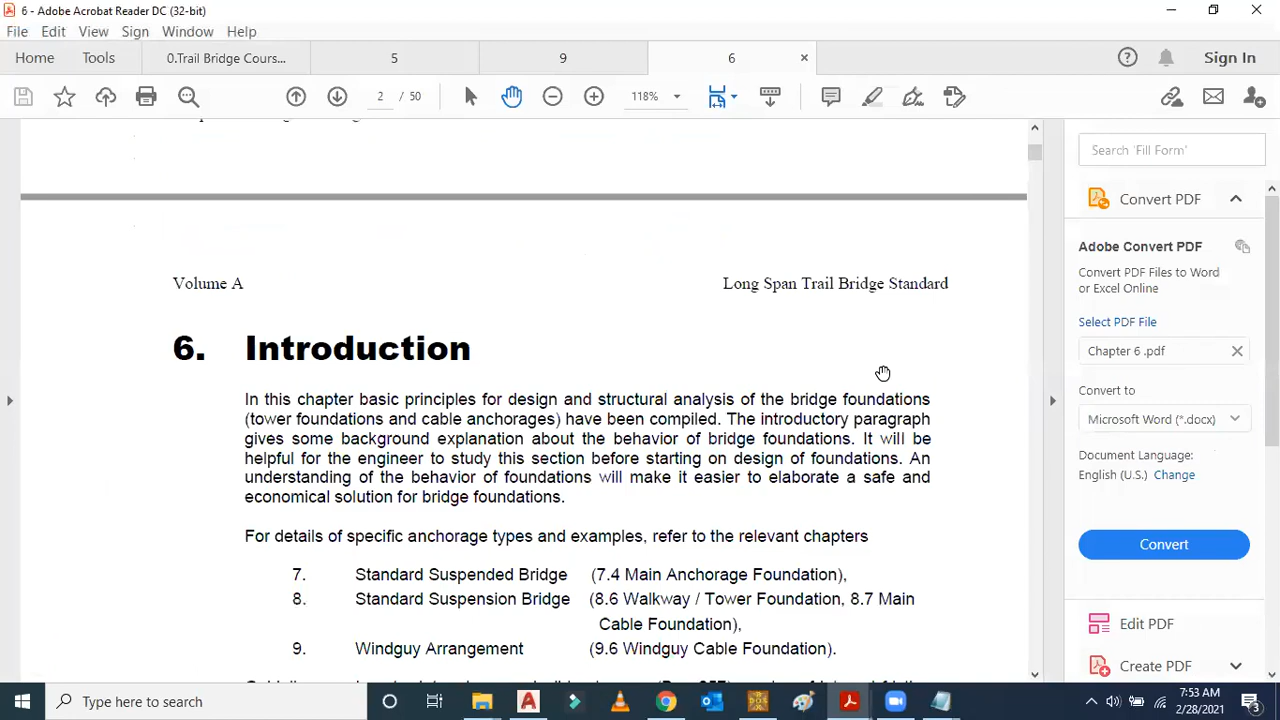 6 - Adobe Acrobat Reader DC (32-bit)
File Edit View Sign Window Help
Home Tools 0.Trail Bridge Cours... 5 9 6 Sign In
2 / 50 118%
Volume A Long Span Trail Bridge Standard
6. Introduction
In this chapter basic principles for design and structural analysis of the bridge foundations
(tower foundations and cable anchorages) have been compiled. The introductory paragraph
gives some background explanation about the behavior of bridge foundations. It will be
helpful for the engineer to study this section before starting on design of foundations. An
understanding of the behavior of foundations will make it easier to elaborate a safe and
economical solution for bridge foundations.
For details of specific anchorage types and examples, refer to the relevant chapters
7. Standard Suspended Bridge (7.4 Main Anchorage Foundation),
8. Standard Suspension Bridge (8.6 Walkway / Tower Foundation, 8.7 Main
Cable Foundation),
9. Windguy Arrangement (9.6 Windguy Cable Foundation).
Search 'Fill Form'
Convert PDF
Adobe Convert PDF
Convert PDF Files to Word
or Excel Online
Select PDF File
Chapter 6 .pdf
Convert to
Microsoft Word (*.docx)
Document Language:
English (U.S.) Change
Convert
Edit PDF
Create PDF
Type here to search
7:53 AM
2/28/2021
3